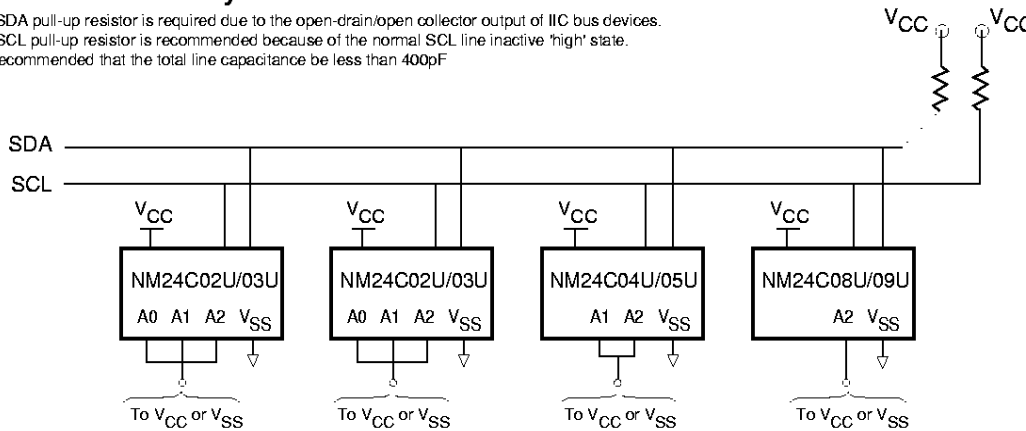 SDA pull-up resistor is required due to the open-drain/open collector output of IIC bus devices.
SCL pull-up resistor is recommended because of the normal SCL line inactive 'high' state.
ecommended that the total line capacitance be less than 400pF
VCC VCC
SDA
SCL
VCC VCC VCC VCC
NM24C02U/03U NM24C02U/03U NM24C04U/05U NM24C08U/09U
A0 A1 A2 VSS A0 A1 A2 VSS A1 A2 VSS A2 VSS
To VCC or VSS To VCC or VSS To VCC or VSS To VCC or VSS